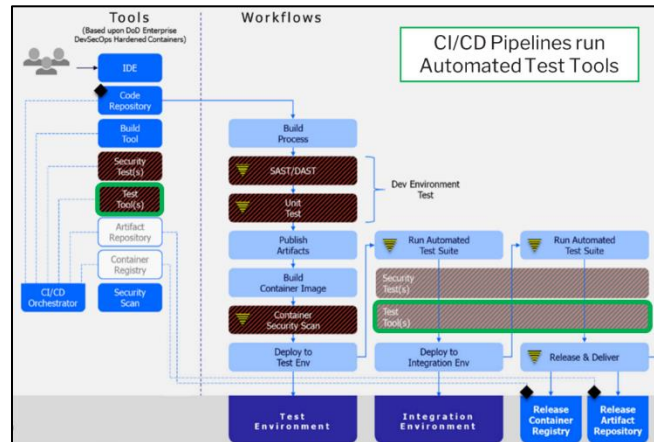 Tools
(Based upon DoD Enterprise
DevSecOps Hardened Containers)
Workflows
CI/CD Pipelines run
Automated Test Tools
IDE
Code
Repository
Build
Tool
Security
Test(s)
Test
Tool(s)
Artifact
Repository
Container
Registry
CI/CD
Orchestrator
Security
Scan
Build
Process
SAST/DAST
Unit
Test
Dev Environment
Test
Publish
Artifacts
Build
Container Image
Container
Security Scan
Deploy to
Test Env
Run Automated
Test Suite
Run Automated
Test Suite
Security
Test(s)
Test
Tool(s)
Deploy to
Integration Env
Release & Deliver
Test
Environment
Integration
Environment
Release
Container
Registry
Release
Artifact
Repository